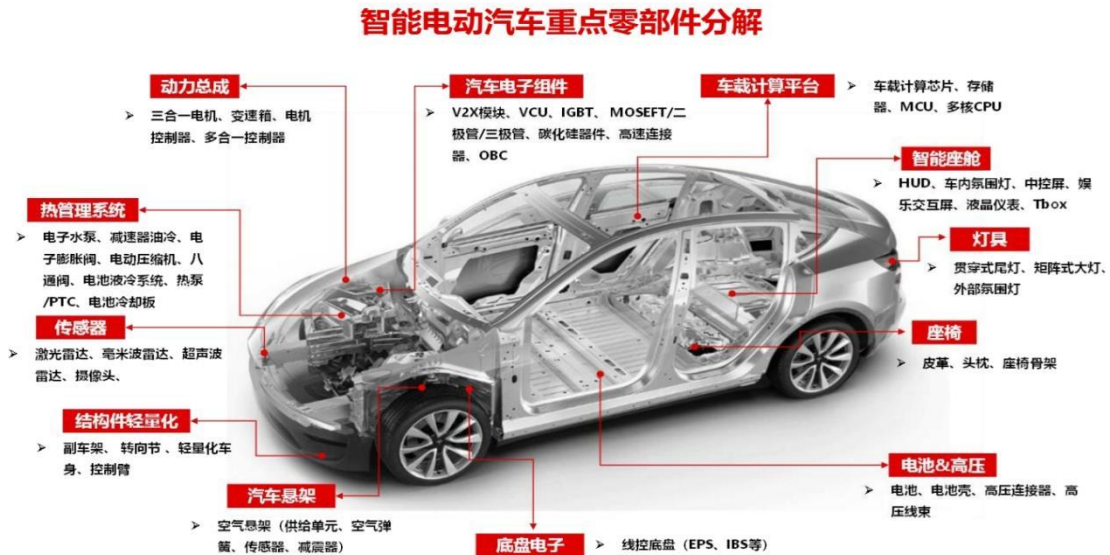 智能电动汽车重点零部件分解
动力总成
三合一电机、变速箱、电机
控制器、多合一控制器
汽车电子组件
V2X模块、VCU、IGBT、 MOSEFT/二
极管/三极管、碳化硅器件、高速连接
器、OBC
车载计算平台
车载计算芯片、存储
器、MCU、多核CPU
智能座舱
HUD、车内氛围灯、中控屏、娱
乐交互屏、液晶仪表、Tbox
热管理系统
电子水泵、减速器油冷、电
子膨胀阀、电动压缩机、八
通阀、电池液冷系统、热泵
/PTC、电池冷却板
灯具
贯穿式尾灯、矩阵式大灯、
外部氛围灯
传感器
激光雷达、毫米波雷达、超声波
雷达、摄像头、
座椅
皮革、头枕、座椅骨架
结构件轻量化
副车架、 转向节 、轻量化车
身、控制臂
电池&高压
电池、电池壳、高压连接器、高
压线束
汽车悬架
空气悬架（供给单元、空气弹
簧、传感器、减震器）
底盘电子
线控底盘（EPS、IBS等）